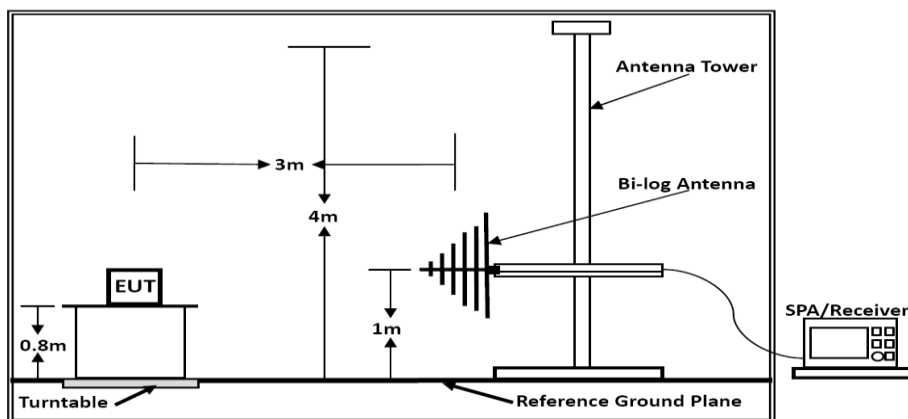 Antenna Tower
3m
Bi-log Antenna
4m
EUT
SPA/Receiver
0.8m
1m
Turntable
Reference Ground Plane